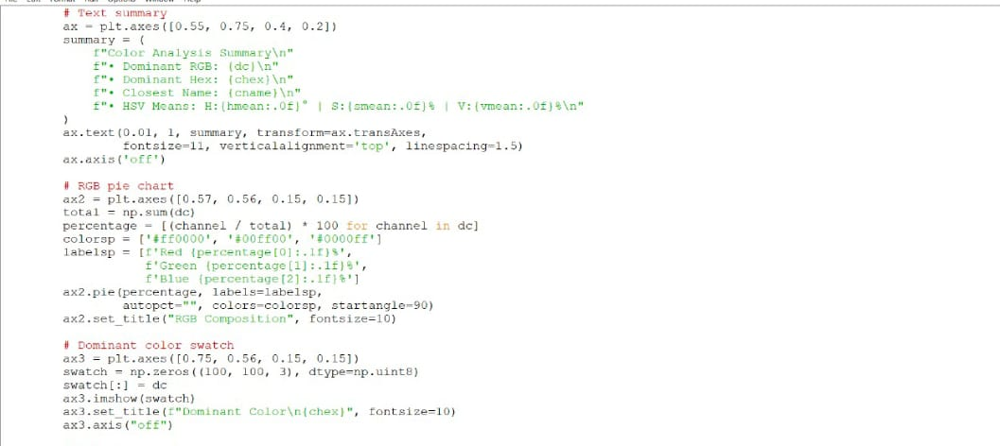 # Text summary
ax = plt.axes([0.55, 0.75, 0.4, 0.2])
summary = (
    f"Color Analysis Summary\n"
    f"• Dominant RGB: {dc}\n"
    f"• Dominant Hex: {chex}\n"
    f"• Closest Name: {cname}\n"
    f"• HSV Means: H:{hmean:.0f}° | S:{smean:.0f}% | V:{vmean:.0f}%\n"
)
ax.text(0.01, 1, summary, transform=ax.transAxes,
        fontsize=11, verticalalignment='top', linespacing=1.5)
ax.axis('off')

# RGB pie chart
ax2 = plt.axes([0.57, 0.56, 0.15, 0.15])
total = np.sum(dc)
percentage = [(channel / total) * 100 for channel in dc]
colorsp = ['#ff0000', '#00ff00', '#0000ff']
labelsp = [f'Red {percentage[0]:.1f}%',
           f'Green {percentage[1]:.1f}%',
           f'Blue {percentage[2]:.1f}%']
ax2.pie(percentage, labels=labelsp,
        autopct="", colors=colorsp, startangle=90)
ax2.set_title("RGB Composition", fontsize=10)

# Dominant color swatch
ax3 = plt.axes([0.75, 0.56, 0.15, 0.15])
swatch = np.zeros((100, 100, 3), dtype=np.uint8)
swatch[:] = dc
ax3.imshow(swatch)
ax3.set_title(f"Dominant Color\n{chex}", fontsize=10)
ax3.axis("off")